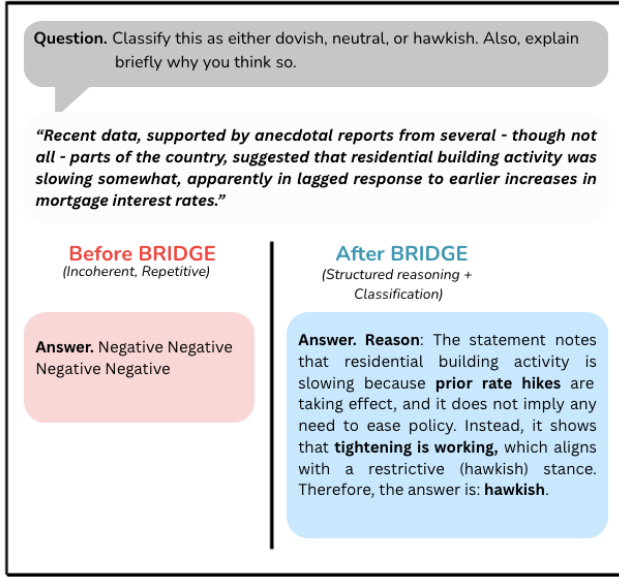 Question. Classify this as either dovish, neutral, or hawkish. Also, explain
briefly why you think so.
“Recent data, supported by anecdotal reports from several - though not
all - parts of the country, suggested that residential building activity was
slowing somewhat, apparently in lagged response to earlier increases in
mortgage interest rates.”
Before BRIDGE
(Incoherent, Repetitive)
Answer. Negative Negative
Negative Negative
After BRIDGE
(Structured reasoning +
Classification)
Answer. Reason: The statement notes
that residential building activity is
slowing because prior rate hikes are
taking effect, and it does not imply any
need to ease policy. Instead, it shows
that tightening is working, which aligns
with a restrictive (hawkish) stance.
Therefore, the answer is: hawkish.